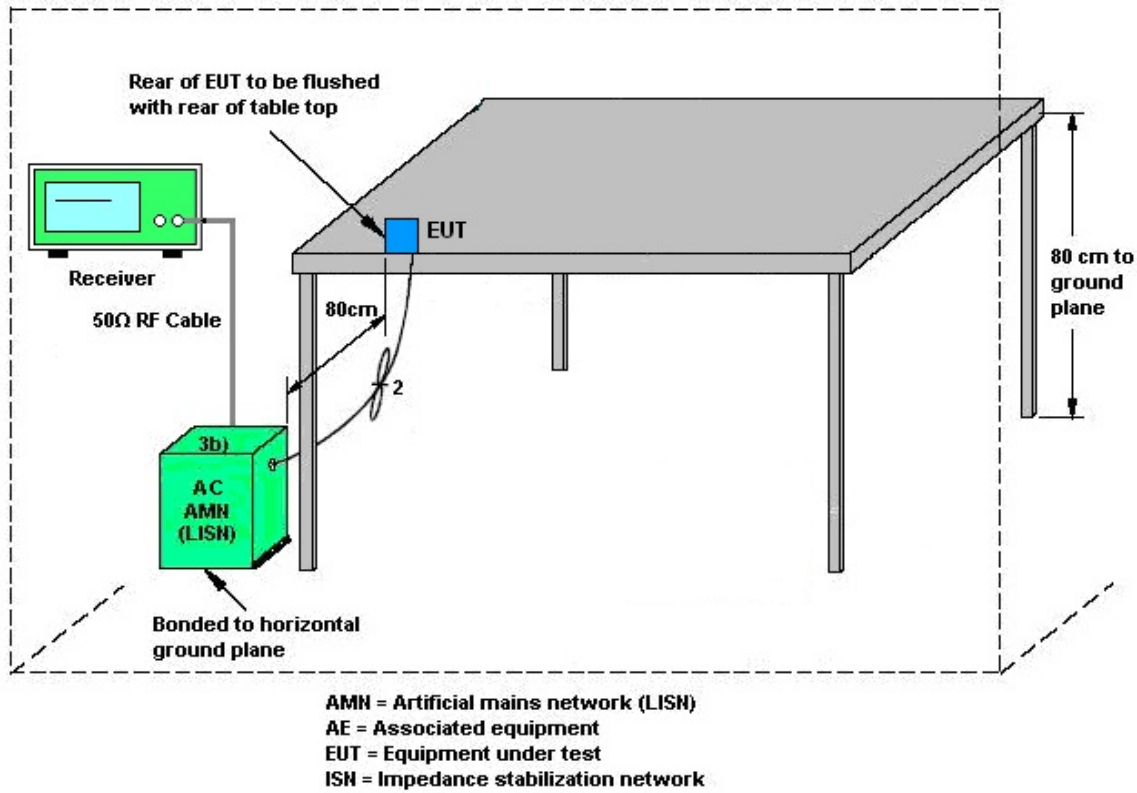 Rear of EUT to be flushed
with rear of table top
EUT
Receiver
50Ω RF Cable
80cm
80 cm to
ground
plane
2
3b)
AC
AMN
(LISN)
Bonded to horizontal
ground plane
AMN = Artificial mains network (LISN)
AE = Associated equipment
EUT = Equipment under test
ISN = Impedance stabilization network